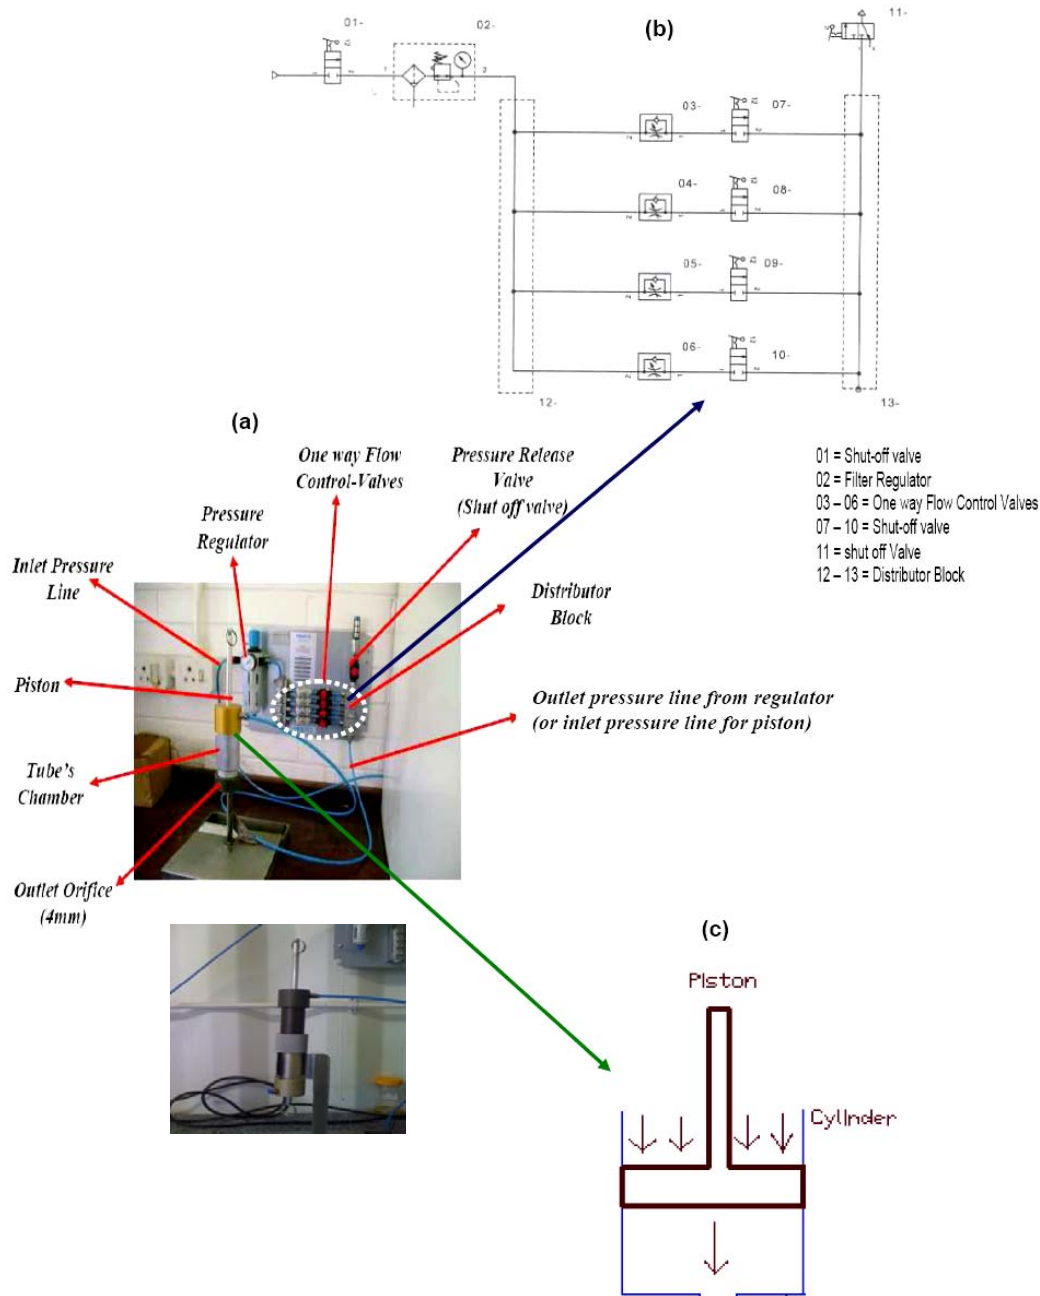 (b)
01-
02-
11-
1
2
03-
07-
04-
08-
05-
09-
06-
10-
12-
13-
(a)
One way Flow
Control-Valves
Pressure Release
Valve
(Shut off valve)
01 = Shut-off valve
02 = Filter Regulator
03 – 06 = One way Flow Control Valves
07 – 10 = Shut-off valve
11 = shut off Valve
12 – 13 = Distributor Block
Pressure
Regulator
Inlet Pressure
Line
Distributor
Block
Piston
Outlet pressure line from regulator
(or inlet pressure line for piston)
Tube's
Chamber
Outlet Orifice
(4mm)
(c)
Piston
Cylinder